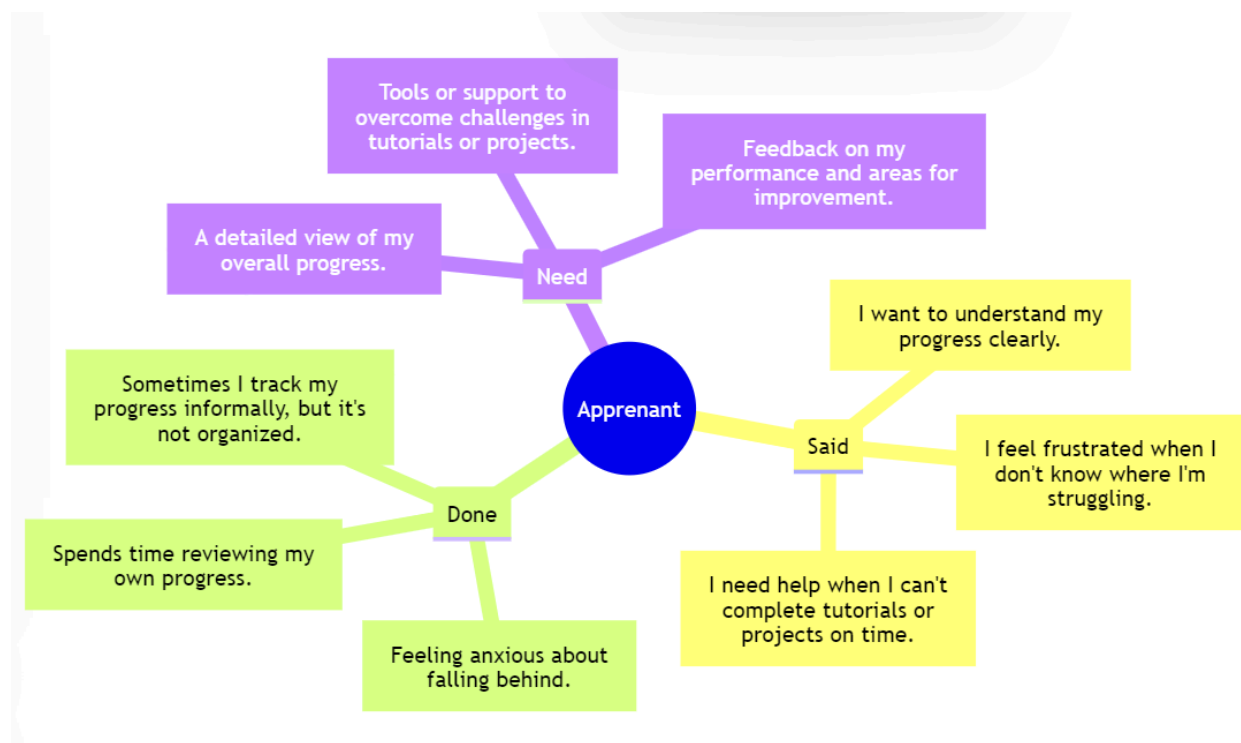 Tools or support to
overcome challenges in
tutorials or projects.
Feedback on my
performance and areas for
improvement.
A detailed view of my
overall progress.
Need
I want to understand my
progress clearly.
Sometimes I track my
progress informally, but it's
not organized.
Apprenant
Said
I feel frustrated when I
don't know where I'm
struggling.
Done
Spends time reviewing my
own progress.
I need help when I can't
complete tutorials or
projects on time.
Feeling anxious about
falling behind.